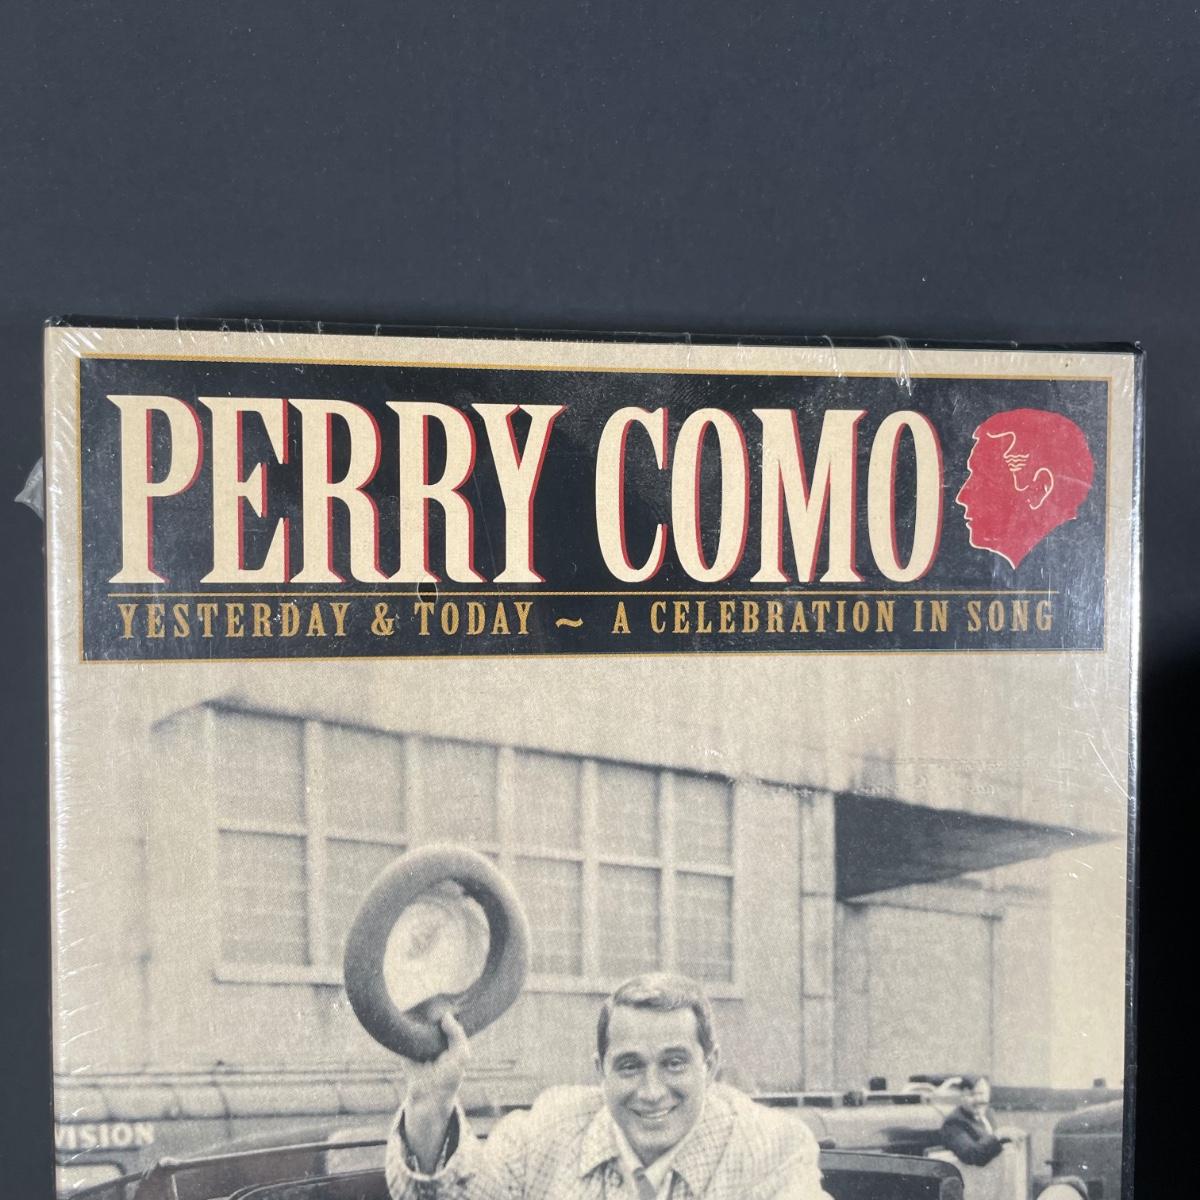 PERRY COMO
YESTERDAY & TODAY ~ A CELEBRATION IN SONG
VISION